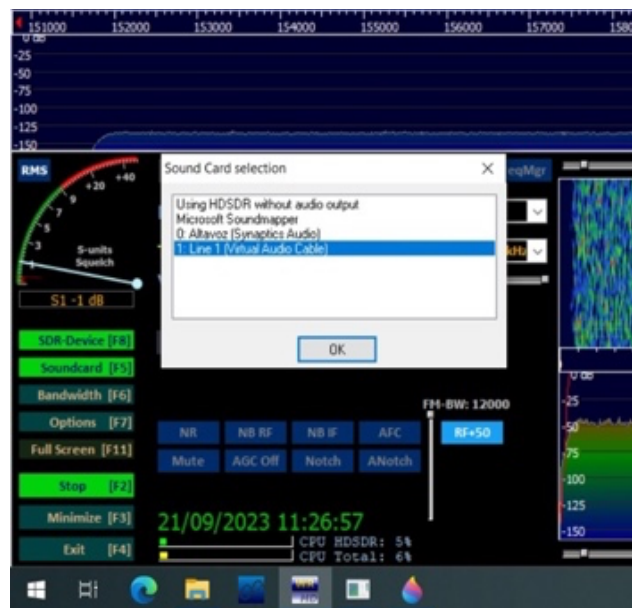 151000 152000 153000 154000 155000 156000 157000
0 dB
-25
-50
-75
-100
-125
-150
RMS
+20
+40
9
7
5
3
1
S-units
Squelch
S1 -1 dB
Sound Card selection
Using HDSDR without audio output
Microsoft Soundmapper
0: Altavoz (Synaptics Audio)
1: Line 1 (Virtual Audio Cable)
OK
SDR-Device [F8]
Soundcard [F5]
Bandwidth [F6]
Options [F7]
Full Screen [F11]
Stop [F2]
Minimize [F3]
Exit [F4]
FM-BW: 12000
NR NB RF NB IF AFC RF+50
Mute AGC Off Notch ANotch
21/09/2023 11:26:57
CPU HDSDR: 5%
CPU Total: 6%
0 dB
-25
-50
-75
-100
-125
-150